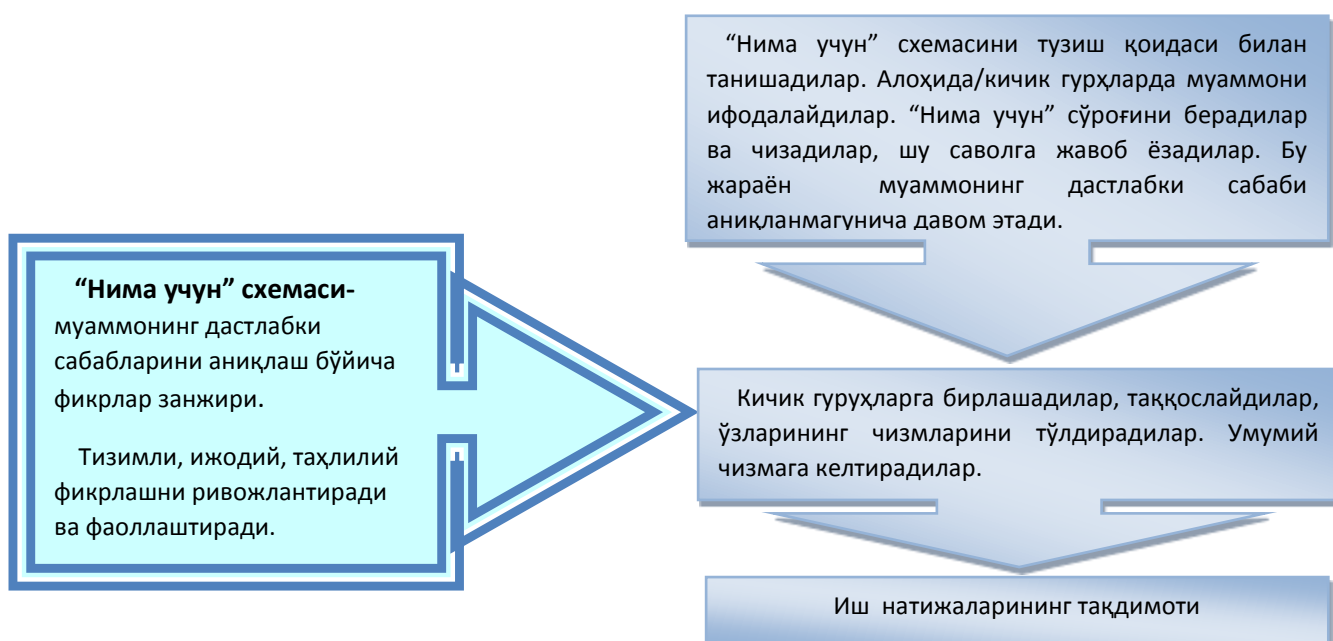 “Нима учун” схемаси-
муаммонинг дастлабки
сабабларини аниқлаш бўйича
фикрлар занжири.
Тизимли, ижодий, таҳлилий
фикрлашни ривожлантиради
ва фаоллаштиради.
“Нима учун” схемасини тузиш қоидаси билан
танишадилар. Алоҳида/кичик гурҳларда муаммони
ифодалайдилар. “Нима учун” сўроғини берадилар
ва чизадилар, шу саволга жавоб ёзадилар. Бу
жараён муаммонинг дастлабки сабаби
аниқланмагунича давом этади.
Кичик гуруҳларга бирлашадилар, таққослайдилар,
ўзларининг чизмларини тўлдирадилар. Умумий
чизмага келтирадилар.
Иш натижаларининг тақдимоти